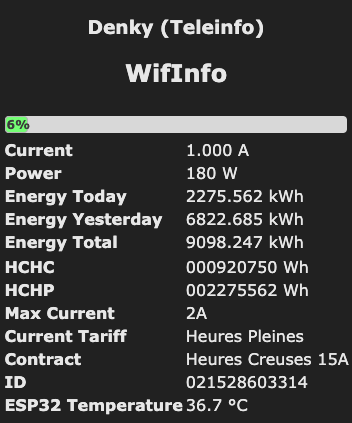 Denky (Teleinfo)
WifInfo
6%
Current 1.000 A
Power 180 W
Energy Today 2275.562 kWh
Energy Yesterday 6822.685 kWh
Energy Total 9098.247 kWh
HCHC 000920750 Wh
HCHP 002275562 Wh
Max Current 2A
Current Tariff Heures Pleines
Contract Heures Creuses 15A
ID 021528603314
ESP32 Temperature 36.7 °C